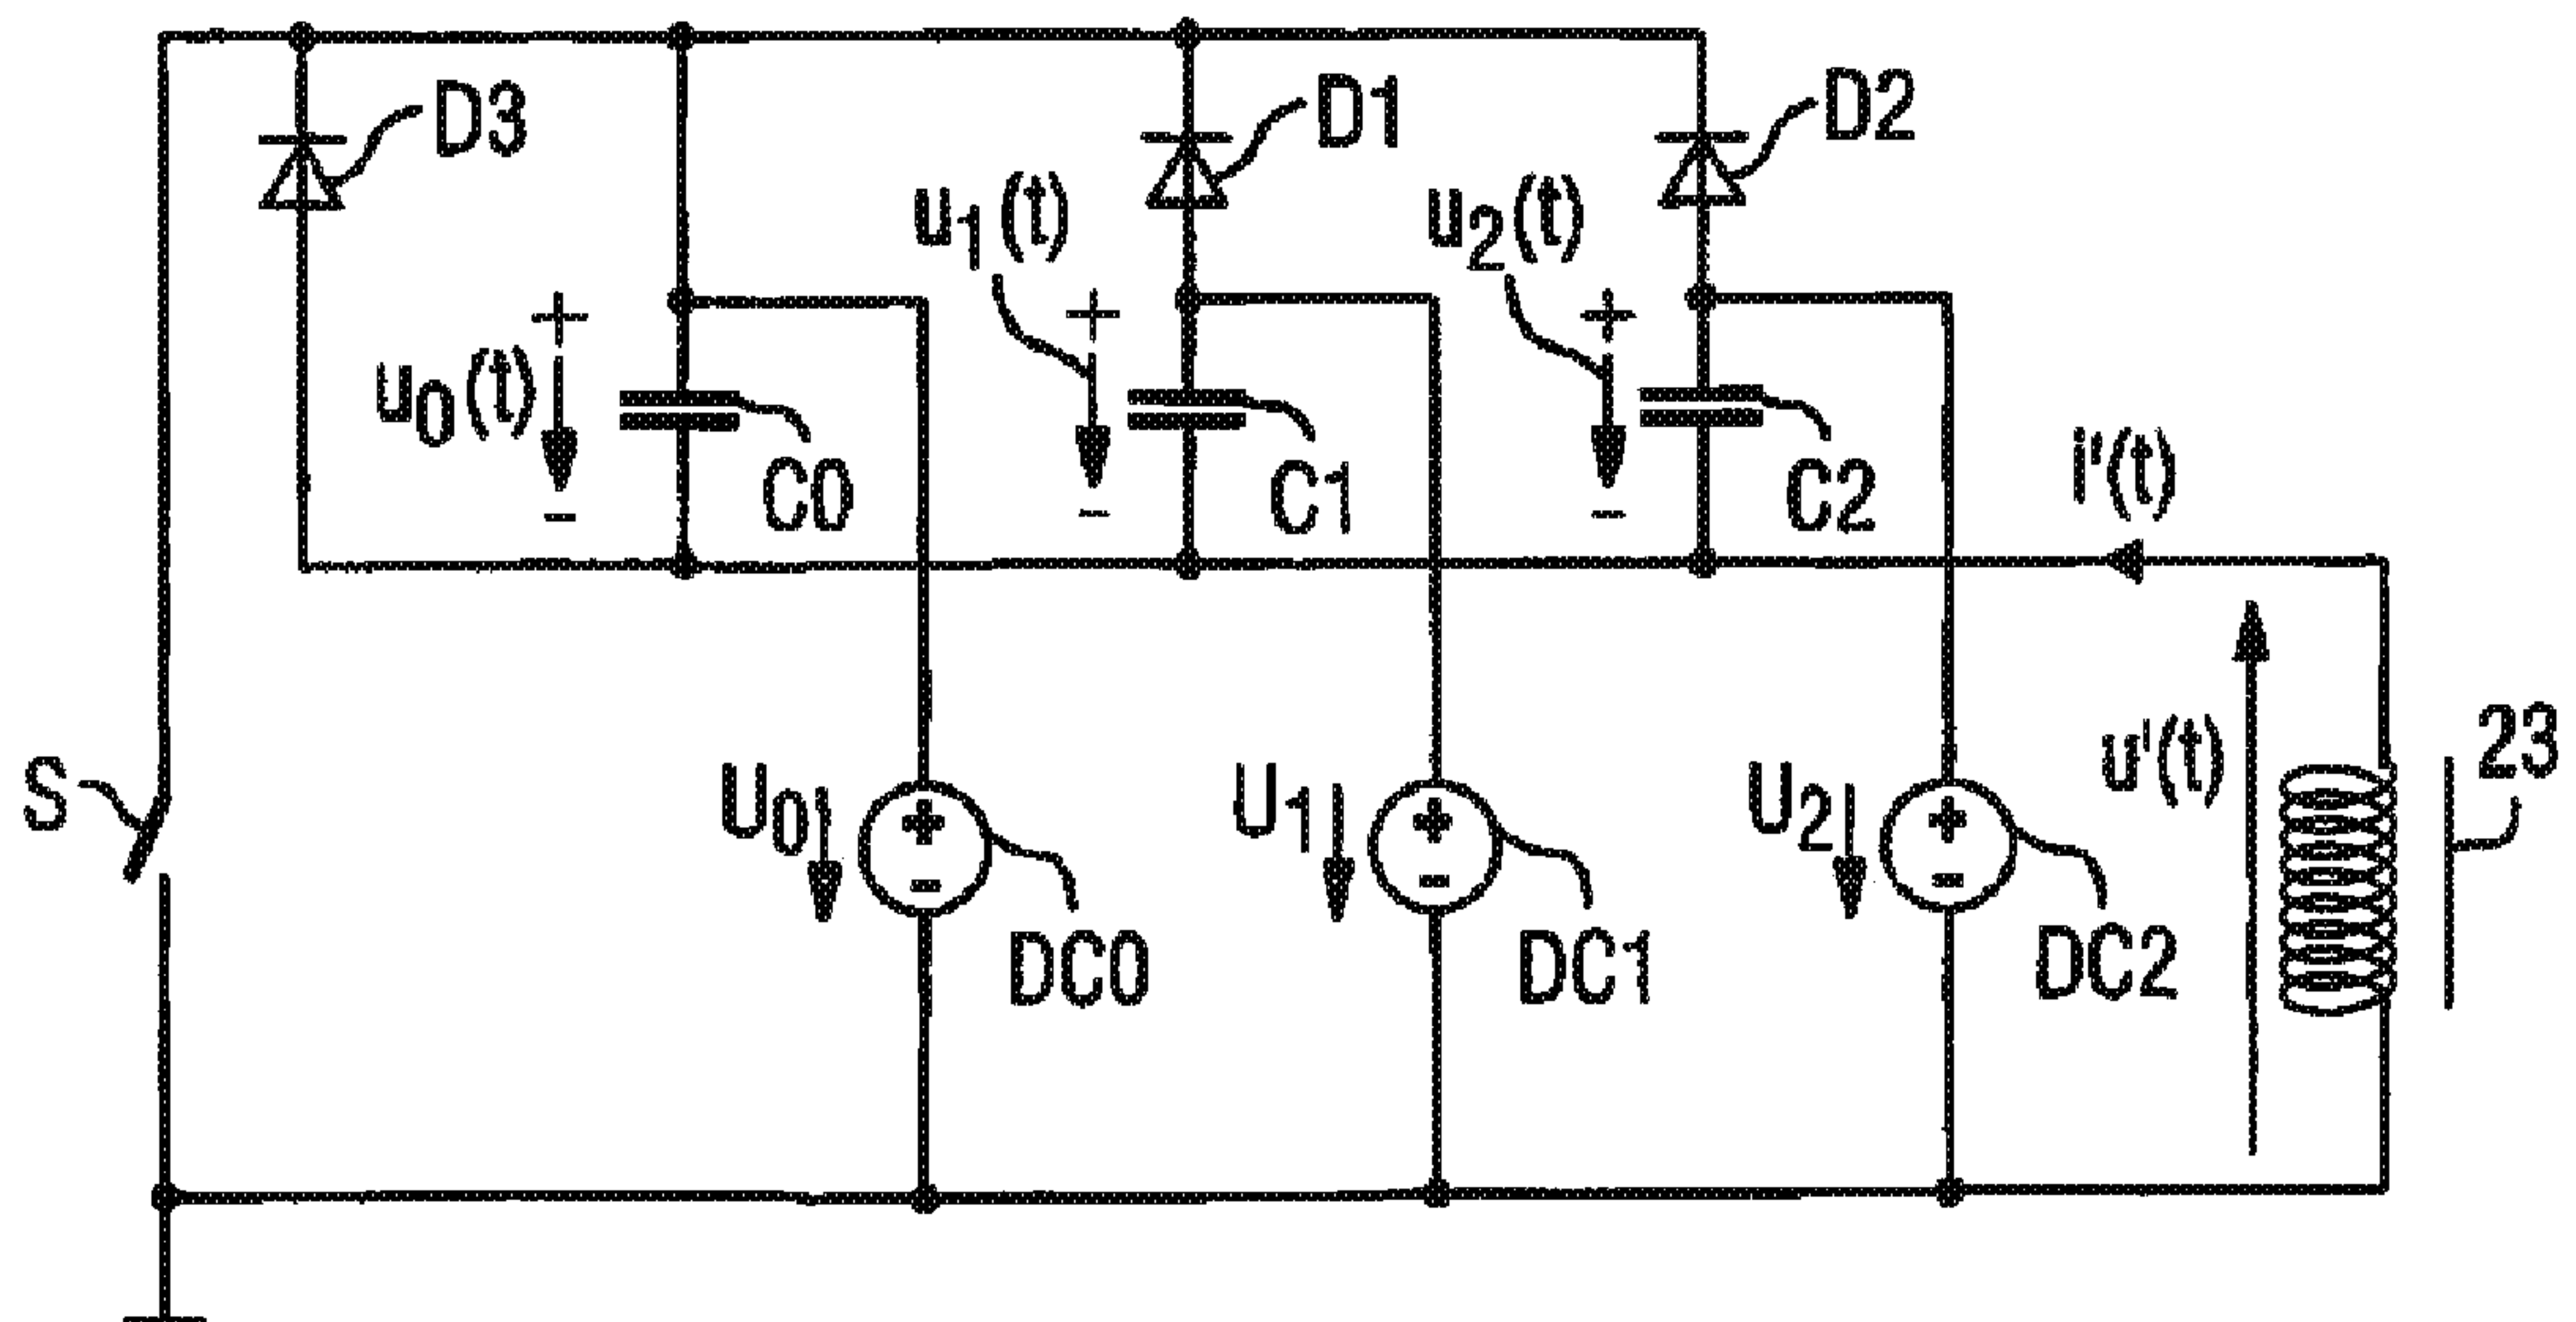 D3
D1
D2
u1(t)
u2(t)
+
+
+
u0(t)
C0
C1
C2
i'(t)
-
-
-
S
U0
+
-
DC0
U1
+
-
DC1
U2
+
-
DC2
u'(t)
23